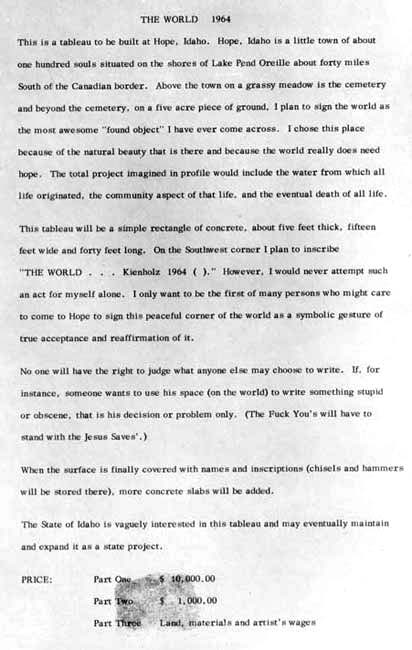 THE WORLD 1964
This is a tableau to be built at Hope, Idaho. Hope, Idaho is a little town of about
one hundred souls situated on the shores of Lake Pend Oreille about forty miles
South of the Canadian border. Above the town on a grassy meadow is the cemetery
and beyond the cemetery, on a five acre piece of ground, I plan to sign the world as
the most awesome "found object" I have ever come across. I chose this place
because of the natural beauty that is there and because the world really does need
hope. The total project imagined in profile would include the water from which all
life originated, the community aspect of that life, and the eventual death of all life.
This tableau will be a simple rectangle of concrete, about five feet thick, fifteen
feet wide and forty feet long. On the Southwest corner I plan to inscribe
"THE WORLD . . . Kienholz 1964 ( )." However, I would never attempt such
an act for myself alone. I only want to be the first of many persons who might care
to come to Hope to sign this peaceful corner of the world as a symbolic gesture of
true acceptance and reaffirmation of it.
No one will have the right to judge what anyone else may choose to write. If, for
instance, someone wants to use his space (on the world) to write something stupid
or obscene, that is his decision or problem only. (The Fuck You's will have to
stand with the Jesus Saves'.)
When the surface is finally covered with names and inscriptions (chisels and hammers
will be stored there), more concrete slabs will be added.
The State of Idaho is vaguely interested in this tableau and may eventually maintain
and expand it as a state project.
PRICE: Part One $ 10,000.00
Part Two $ 1,000.00
Part Three Land, materials and artist's wages